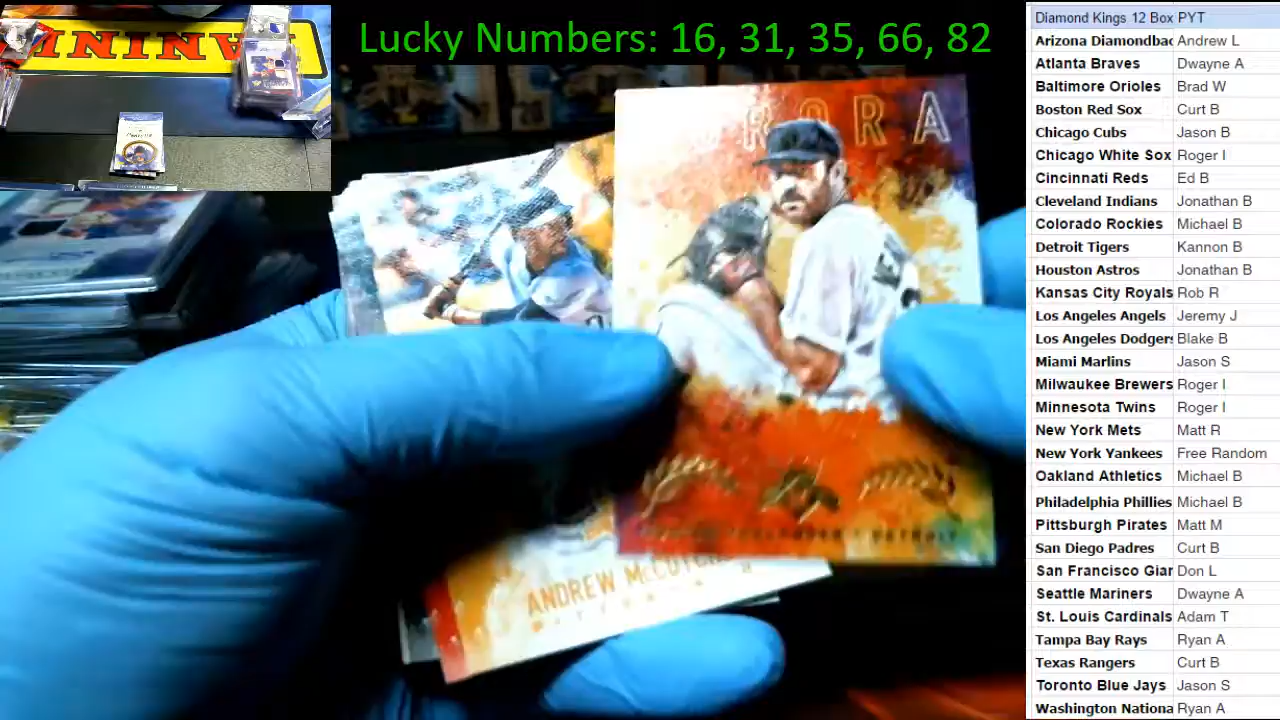 Lucky Numbers: 16, 31, 35, 66, 82
PANINI
Diamond Kings 12 Box PYT
Arizona Diamondbac Andrew L
Atlanta Braves Dwayne A
Baltimore Orioles Brad W
Boston Red Sox Curt B
Chicago Cubs Jason B
Chicago White Sox Roger I
Cincinnati Reds Ed B
Cleveland Indians Jonathan B
Colorado Rockies Michael B
Detroit Tigers Kannon B
Houston Astros Jonathan B
Kansas City Royals Rob R
Los Angeles Angels Jeremy J
Los Angeles Dodgers Blake B
Miami Marlins Jason S
Milwaukee Brewers Roger I
Minnesota Twins Roger I
New York Mets Matt R
New York Yankees Free Random
Oakland Athletics Michael B
Philadelphia Phillies Michael B
Pittsburgh Pirates Matt M
San Diego Padres Curt B
San Francisco Giar Don L
Seattle Mariners Dwayne A
St. Louis Cardinals Adam T
Tampa Bay Rays Ryan A
Texas Rangers Curt B
Toronto Blue Jays Jason S
Washington Nationa Ryan A
ANDREW McCUTCH